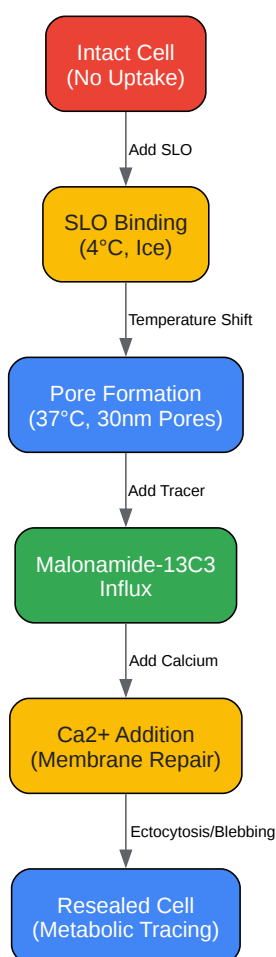 Intact Cell
(No Uptake)
Add SLO
SLO Binding
(4°C, Ice)
Temperature Shift
Pore Formation
(37°C, 30nm Pores)
Add Tracer
Malonamide-13C3
Influx
Add Calcium
Ca2+ Addition
(Membrane Repair)
Ectocytosis/Blebbing
Resealed Cell
(Metabolic Tracing)